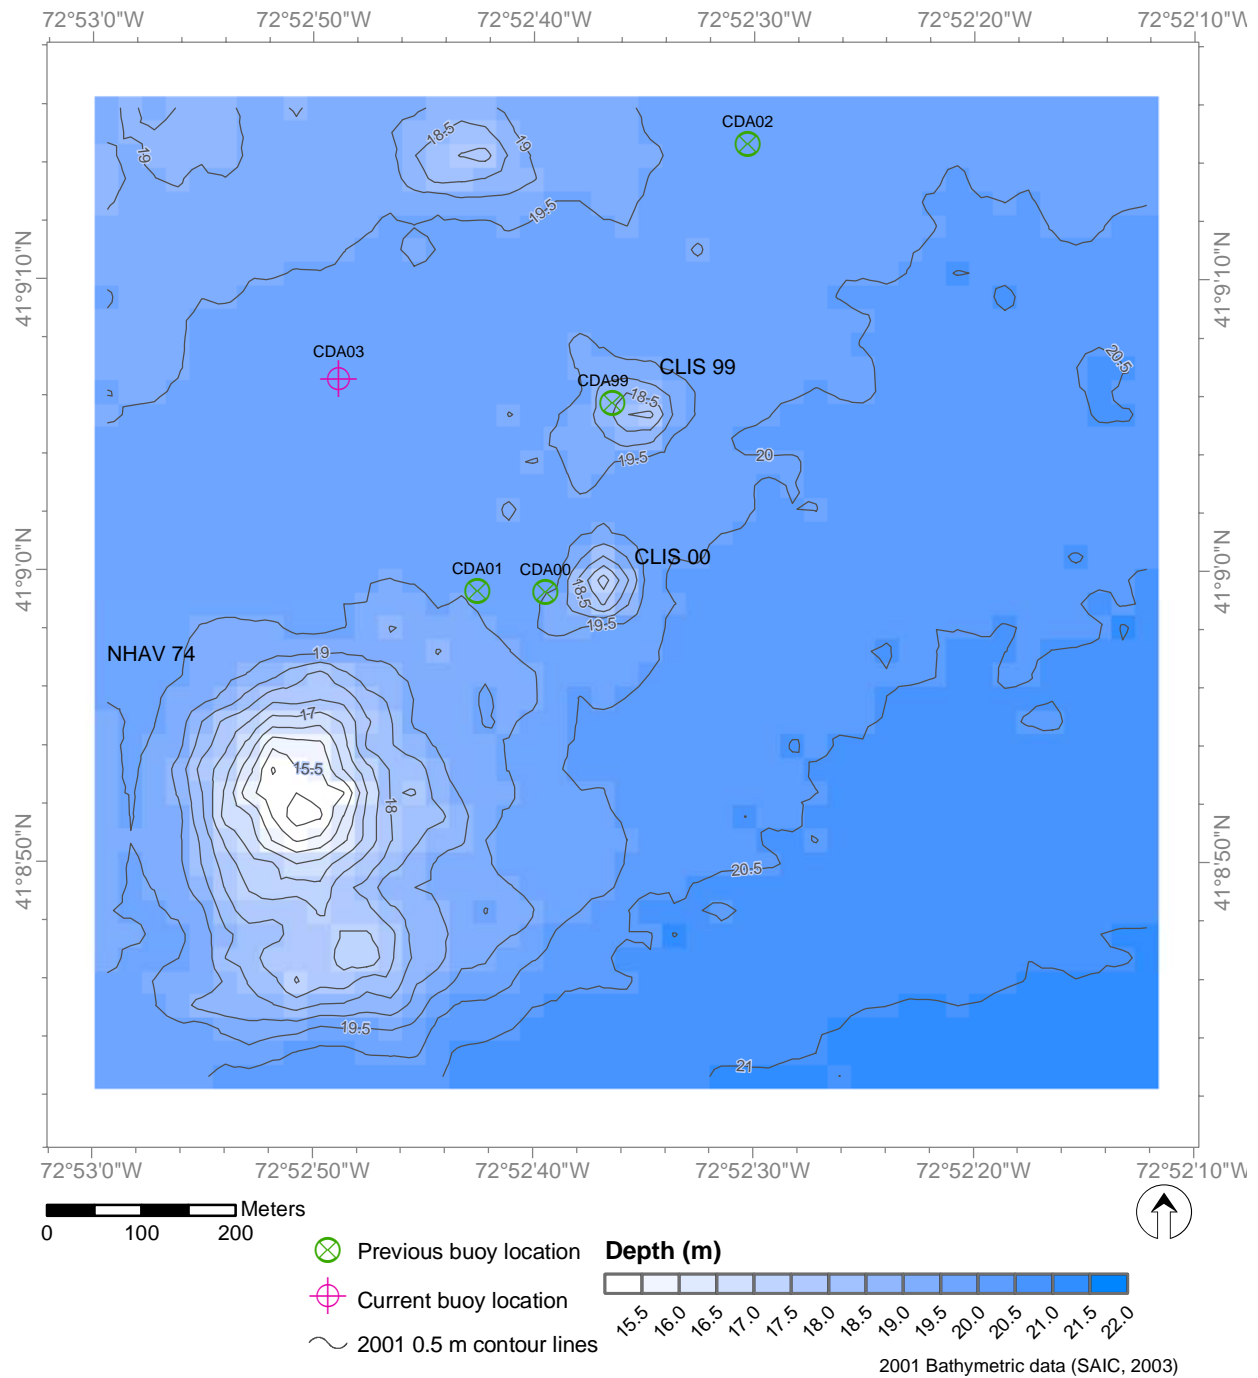 72°53'0"W 72°52'50"W 72°52'40"W 72°52'30"W 72°52'20"W 72°52'10"W
CDA02
18.5
19
19
19.5
41°9'10"N
41°9'10"N
CDA03
CLIS 99
20.5
CDA99
18.5
19.5
20
41°9'0"N
41°9'0"N
CLIS 00
CDA01
CDA00
18.5
19.5
NHAV 74
19
17
15.5
18
41°8'50"N
41°8'50"N
20.5
19.5
21
72°53'0"W 72°52'50"W 72°52'40"W 72°52'30"W 72°52'20"W 72°52'10"W
Meters
0 100 200
Previous buoy location
Current buoy location
2001 0.5 m contour lines
Depth (m)
15.5 16.0 16.5 17.0 17.5 18.0 18.5 19.0 19.5 20.0 20.5 21.0 21.5 22.0
2001 Bathymetric data (SAIC, 2003)